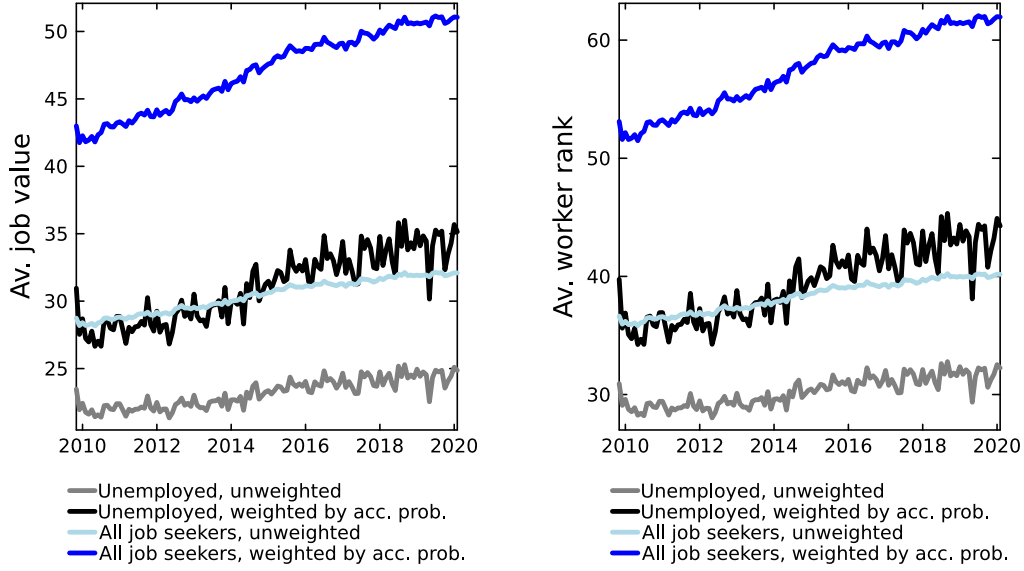 50
45
40
35
30
25
Av. job value
2010 2012 2014 2016 2018 2020
Unemployed, unweighted
Unemployed, weighted by acc. prob.
All job seekers, unweighted
All job seekers, weighted by acc. prob.
60
50
40
30
Av. worker rank
2010 2012 2014 2016 2018 2020
Unemployed, unweighted
Unemployed, weighted by acc. prob.
All job seekers, unweighted
All job seekers, weighted by acc. prob.